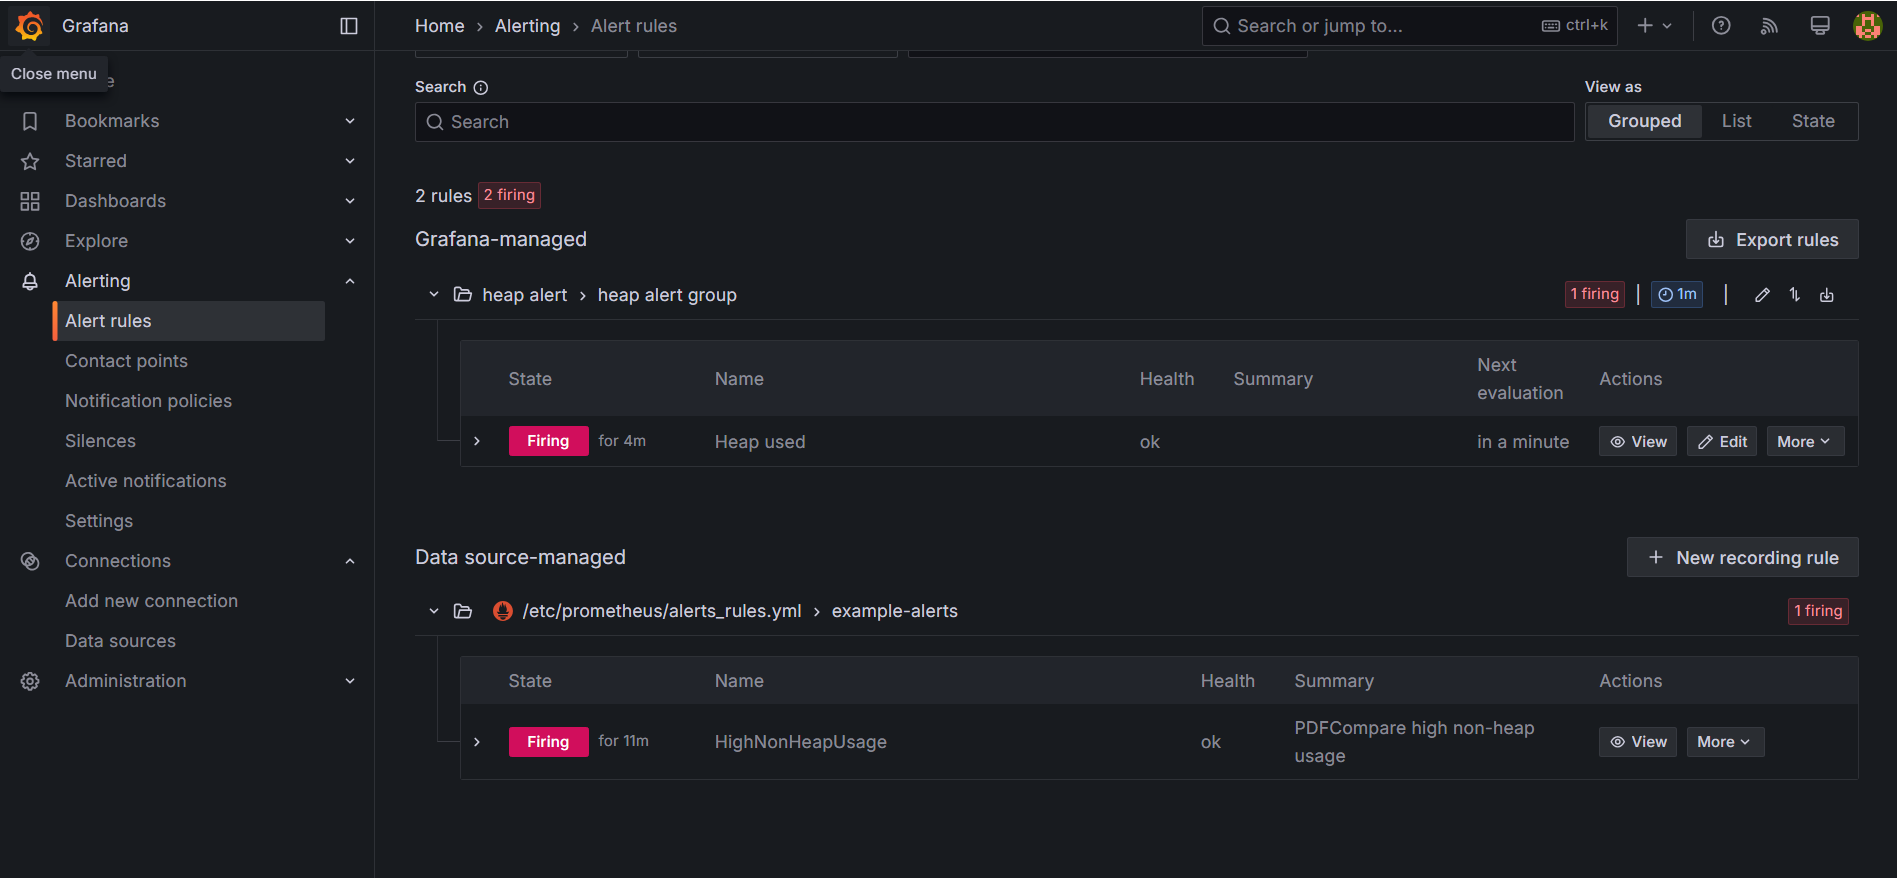 Grafana
Home › Alerting › Alert rules
Search or jump to...
ctrl+k
Close menu
Bookmarks
Starred
Dashboards
Explore
Alerting
Alert rules
Contact points
Notification policies
Silences
Active notifications
Settings
Connections
Add new connection
Data sources
Administration
Search
View as
Search
Grouped List State
2 rules 2 firing
Grafana-managed
Export rules
heap alert › heap alert group
1 firing | 1m |
State Name Health Summary Next evaluation Actions
Firing for 4m Heap used ok in a minute View Edit More
Data source-managed
+ New recording rule
/etc/prometheus/alerts_rules.yml › example-alerts
1 firing
State Name Health Summary Actions
Firing for 11m HighNonHeapUsage ok PDFCompare high non-heap usage View More